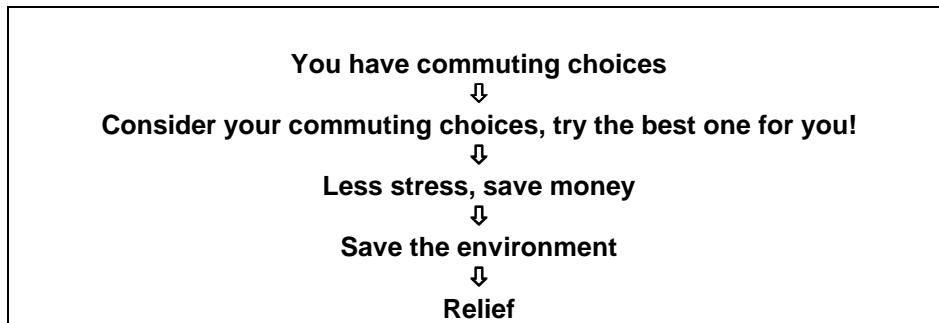 You have commuting choices
⇩
Consider your commuting choices, try the best one for you!
⇩
Less stress, save money
⇩
Save the environment
⇩
Relief